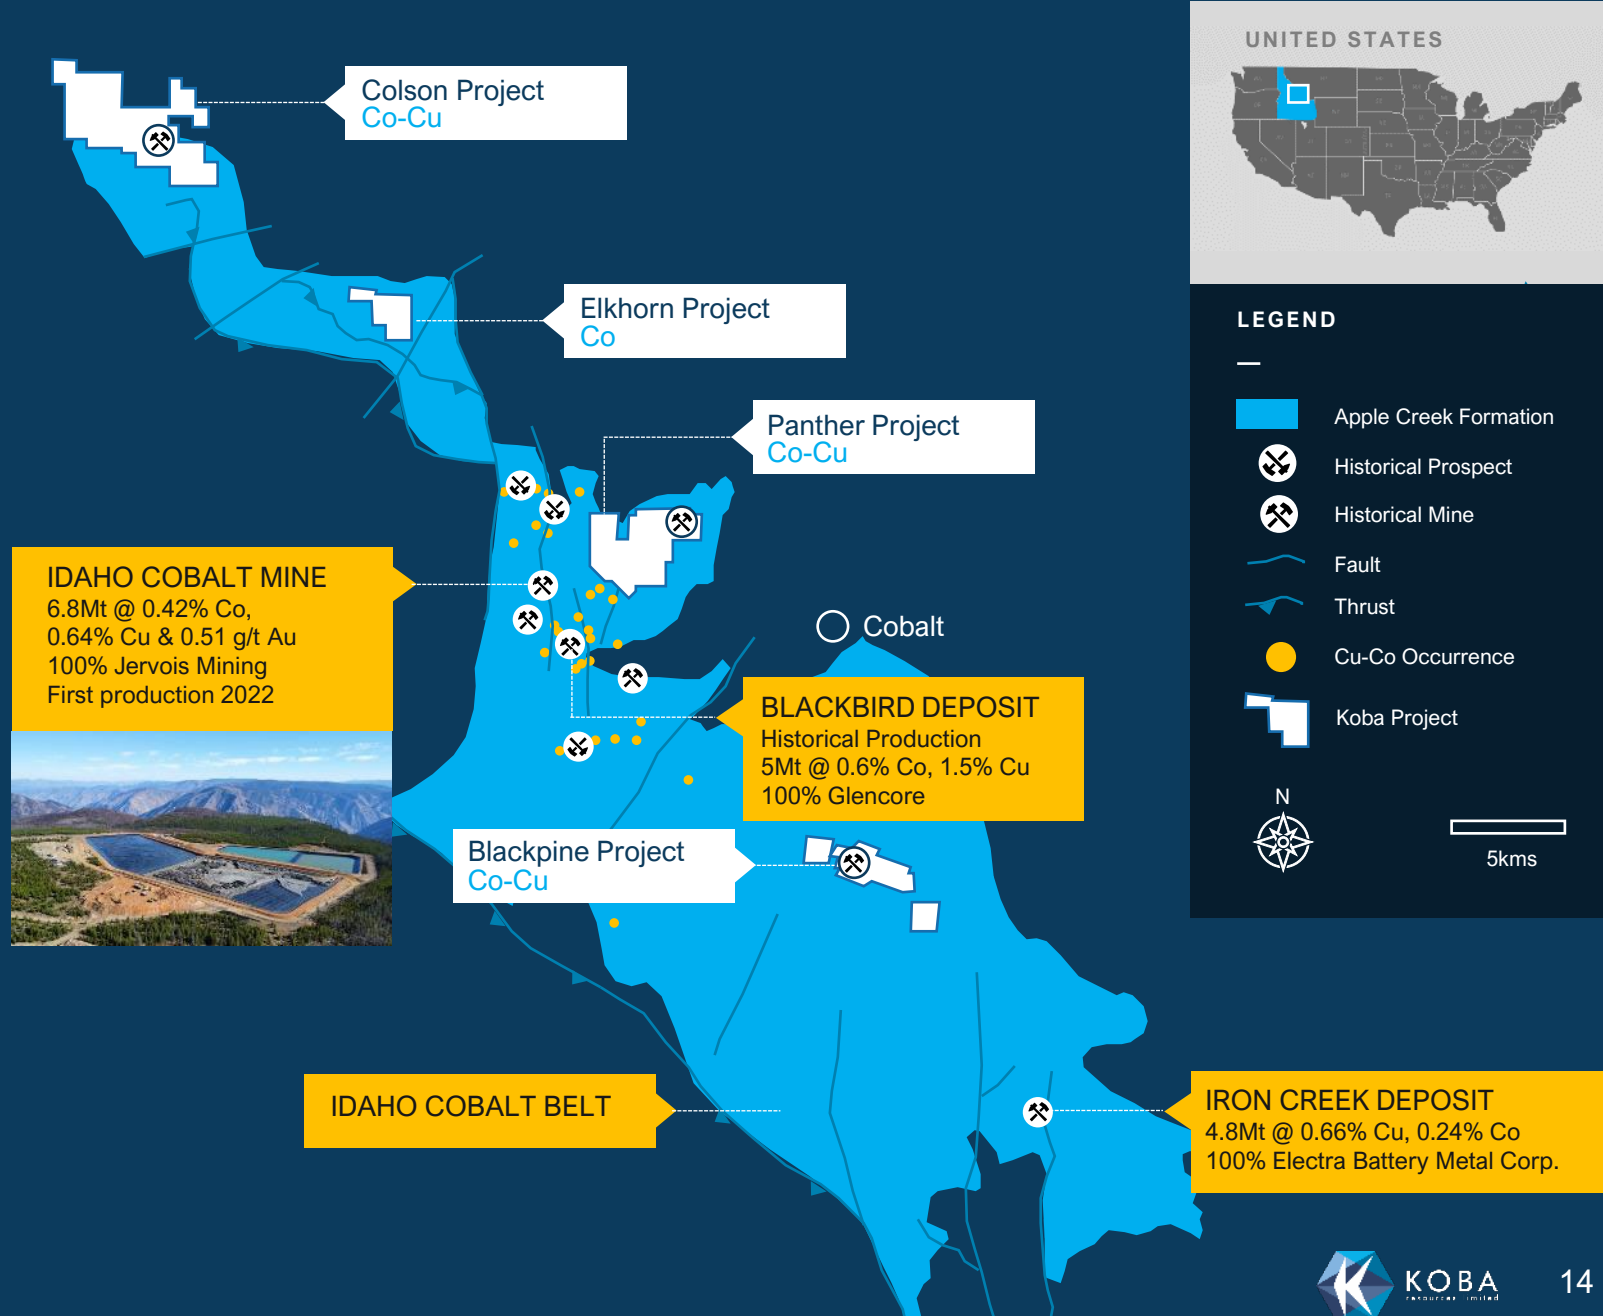 UNITED STATES
Colson Project
Co-Cu
Elkhorn Project
Co
Panther Project
Co-Cu
IDAHO COBALT MINE
6.8Mt @ 0.42% Co,
0.64% Cu & 0.51 g/t Au
100% Jervois Mining
First production 2022
Cobalt
BLACKBIRD DEPOSIT
Historical Production
5Mt @ 0.6% Co, 1.5% Cu
100% Glencore
Blackpine Project
Co-Cu
IDAHO COBALT BELT
IRON CREEK DEPOSIT
4.8Mt @ 0.66% Cu, 0.24% Co
100% Electra Battery Metal Corp.
LEGEND
Apple Creek Formation
Historical Prospect
Historical Mine
Fault
Thrust
Cu-Co Occurrence
Koba Project
N
5kms
KOBA
resources limited
14